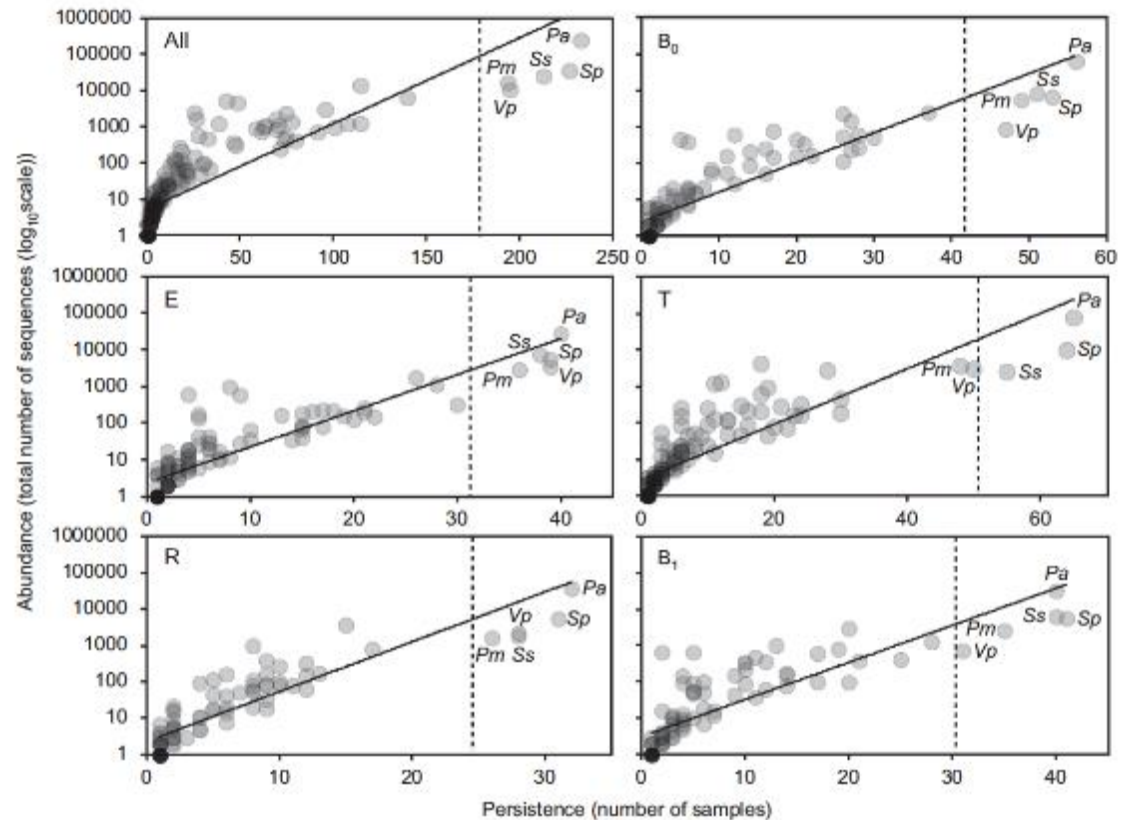 Abundance (total number of sequences (log10scale))
All
1000000
100000
10000
1000
100
10
1
0
50
100
150
200
250
Pa
Pm
Ss
Sp
Vp
B0
0
10
20
30
40
50
60
Pa
Ss
Pm
Sp
Vp
E
1000000
100000
10000
1000
100
10
1
0
10
20
30
40
Pa
Ss
Sp
Pm
Vp
T
0
20
40
60
Pa
Sp
Pm
Vp
Ss
R
1000000
100000
10000
1000
100
10
1
0
10
20
30
Pa
Vp
Sp
Pm
Ss
B1
0
10
20
30
40
Pa
Ss
Sp
Pm
Vp
Persistence (number of samples)